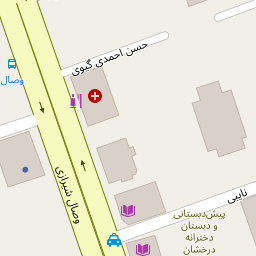 حسن احمدی گیوی
وصال
وصال شیرازی
نایبی
پیش‌دبستانی
و دبستان
دخترانه
درخشان